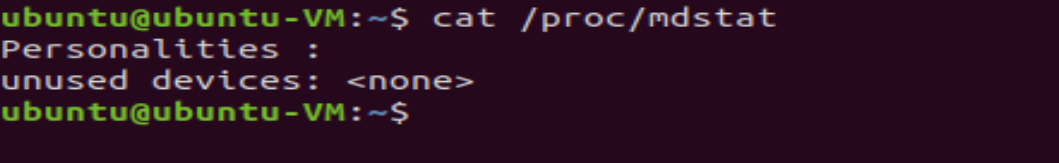 ubuntu@ubuntu-VM:~$ cat /proc/mdstat
Personalities :
unused devices: <none>
ubuntu@ubuntu-VM:~$